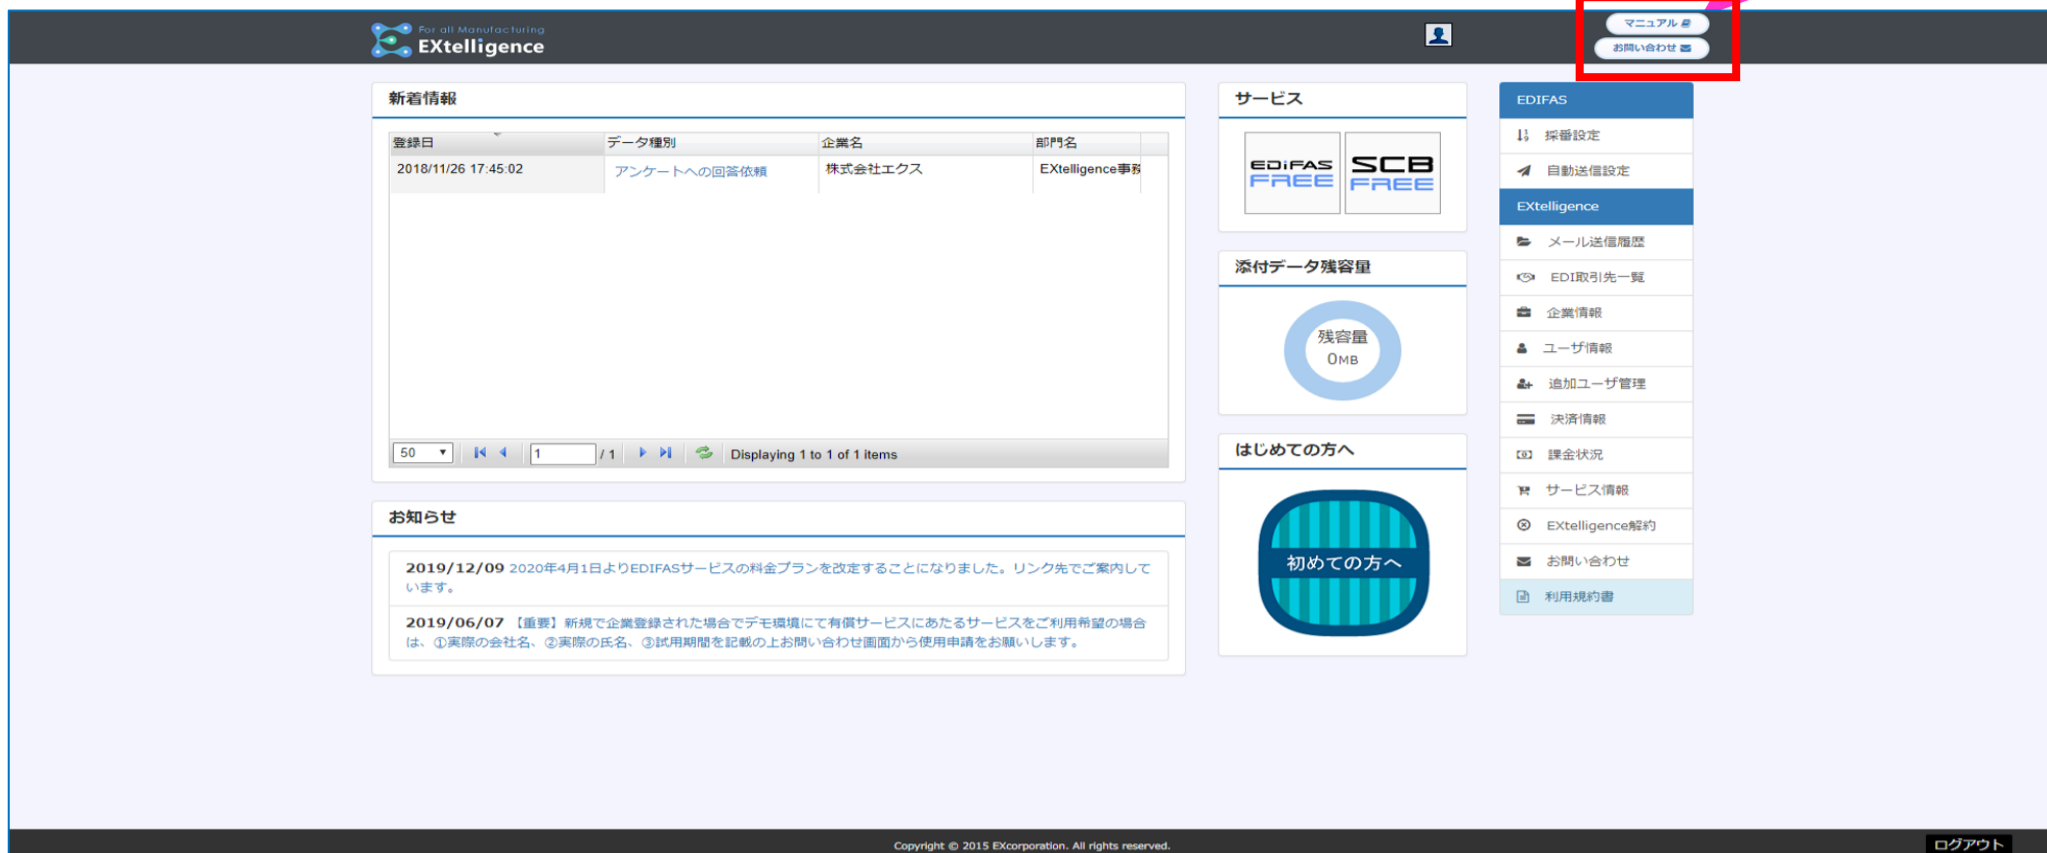 For all Manufacturing
EXtelligence
マニュアル
お問い合わせ
新着情報
登録日 データ種別 企業名 部門名
2018/11/26 17:45:02 アンケートへの回答依頼 株式会社エクス EXtelligence事務
50 1 / 1 Displaying 1 to 1 of 1 items
お知らせ
2019/12/09 2020年4月1日よりEDIFASサービスの料金プランを改定することになりました。リンク先でご案内して
います。
2019/06/07 【重要】新規で企業登録された場合でデモ環境にて有償サービスにあたるサービスをご利用希望の場合
は、①実際の会社名、②実際の氏名、③試用期間を記載の上お問い合わせ画面から使用申請をお願いします。
サービス
EDIFAS
FREE
SCB
FREE
添付データ残容量
残容量
0MB
はじめての方へ
初めての方へ
EDIFAS
採番設定
自動送信設定
EXtelligence
メール送信履歴
EDI取引先一覧
企業情報
ユーザ情報
追加ユーザ管理
決済情報
課金状況
サービス情報
EXtelligence解約
お問い合わせ
利用規約書
Copyright © 2015 EXcorporation. All rights reserved.
ログアウト